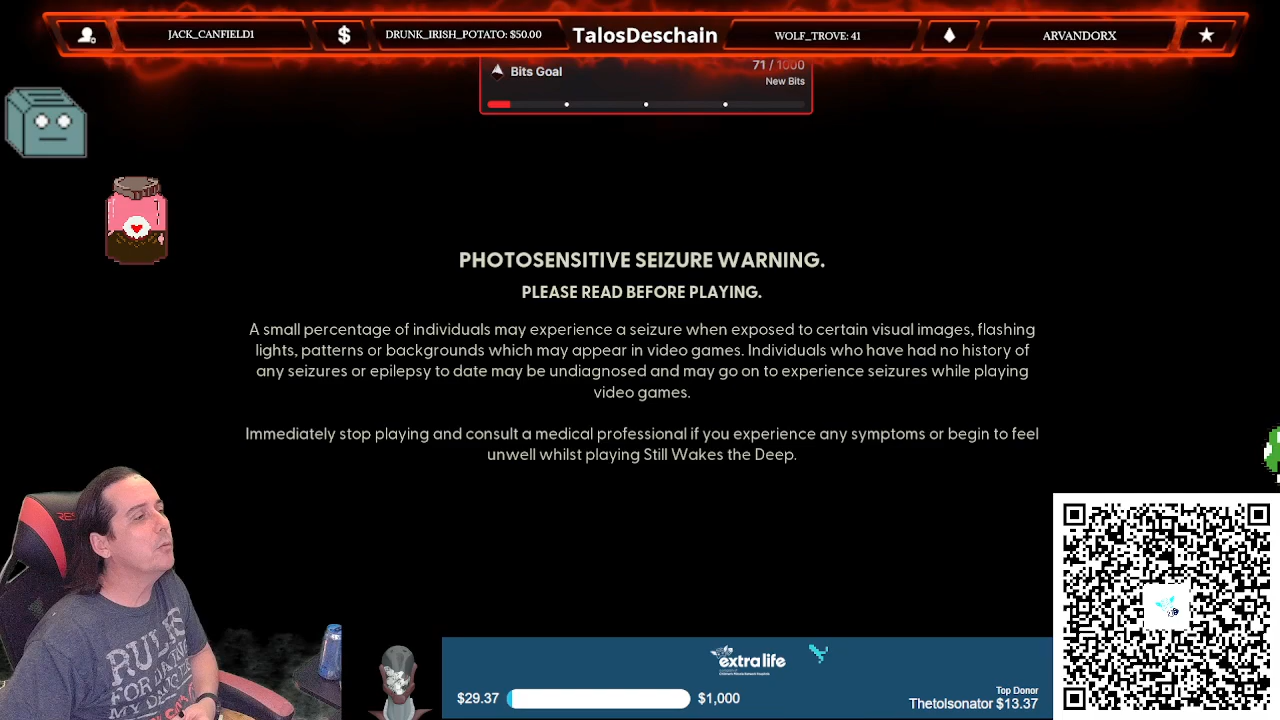 JACK_CANFIELD1
$
DRUNK_IRISH_POTATO: $50.00
TalosDeschain
WOLF_TROVE: 41
ARVANDORX
Bits Goal
71 / 1000
New Bits
PHOTOSENSITIVE SEIZURE WARNING.
PLEASE READ BEFORE PLAYING.
A small percentage of individuals may experience a seizure when exposed to certain visual images, flashing
lights, patterns or backgrounds which may appear in video games. Individuals who have had no history of
any seizures or epilepsy to date may be undiagnosed and may go on to experience seizures while playing
video games.
Immediately stop playing and consult a medical professional if you experience any symptoms or begin to feel
unwell whilst playing Still Wakes the Deep.
RULES
FOR DATING
MY
extralife
$29.37
$1,000
Top Donor
Thetolsonator $13.37